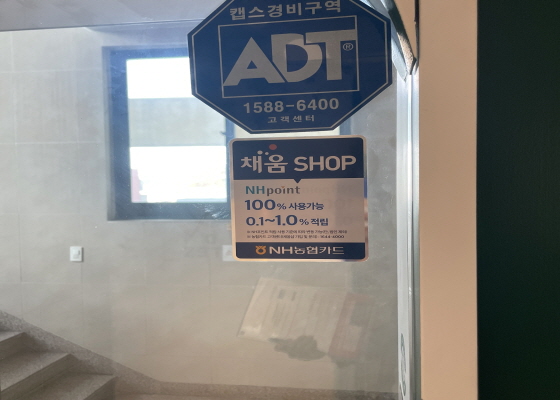 캡스경비구역
ADT®
1588-6400
고객센터
채움 SHOP
NHpoint
100% 사용가능
0.1~1.0% 적립
NH농협카드